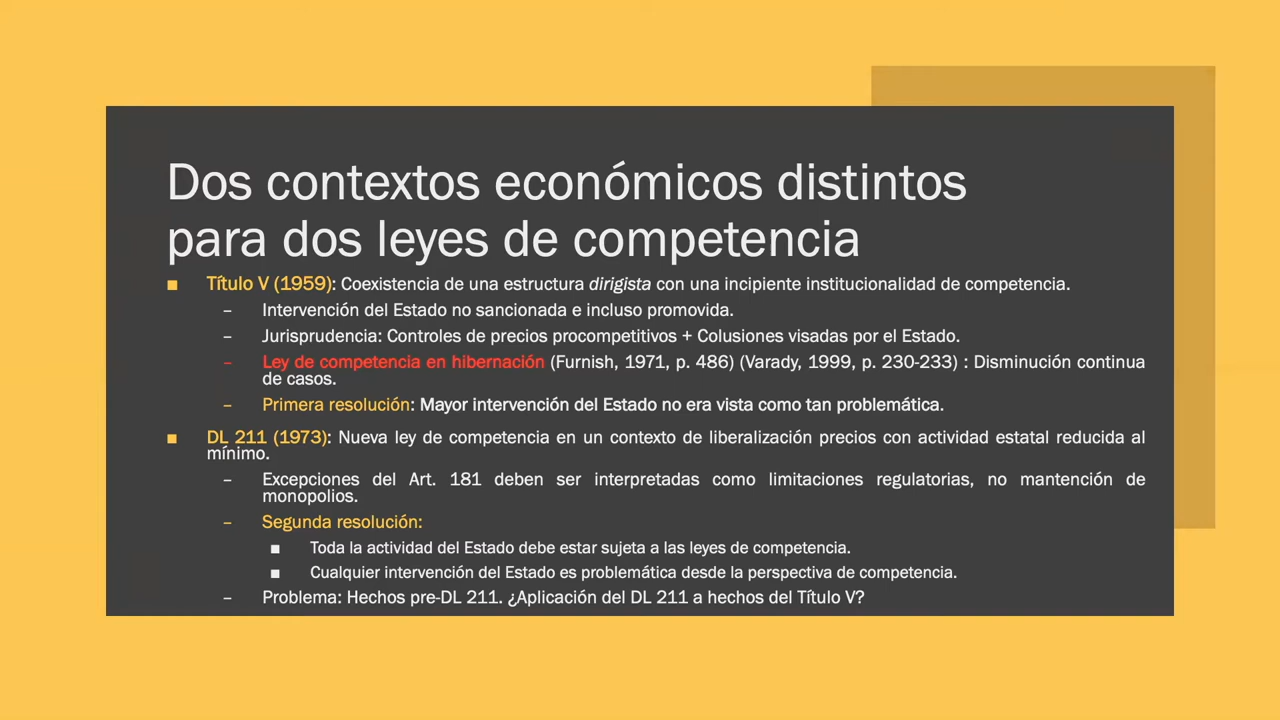 Dos contextos económicos distintos
para dos leyes de competencia
■ Título V (1959): Coexistencia de una estructura dirigista con una incipiente institucionalidad de competencia.
– Intervención del Estado no sancionada e incluso promovida.
– Jurisprudencia: Controles de precios procompetitivos + Colusiones visadas por el Estado.
– Ley de competencia en hibernación (Furnish, 1971, p. 486) (Varady, 1999, p. 230-233) : Disminución continua
de casos.
– Primera resolución: Mayor intervención del Estado no era vista como tan problemática.
■ DL 211 (1973): Nueva ley de competencia en un contexto de liberalización precios con actividad estatal reducida al
mínimo.
– Excepciones del Art. 181 deben ser interpretadas como limitaciones regulatorias, no mantención de
monopolios.
– Segunda resolución:
■ Toda la actividad del Estado debe estar sujeta a las leyes de competencia.
■ Cualquier intervención del Estado es problemática desde la perspectiva de competencia.
– Problema: Hechos pre-DL 211. ¿Aplicación del DL 211 a hechos del Título V?